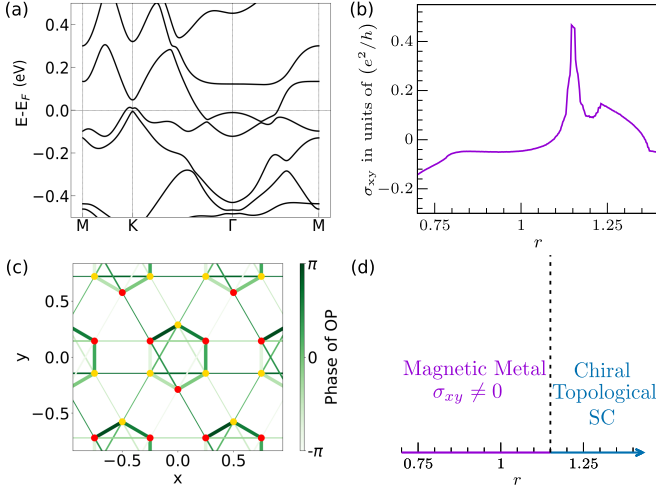 (a)
E-E_F (eV)
0.4
0.2
0.0
−0.2
−0.4
M K Γ M
(b)
σ_xy in units of (e²/h)
0.4
0.2
0
−0.2
0.75 1 1.25
r
(c)
y
0.5
0.0
−0.5
−0.5 0.0 0.5
x
π
0
-π
Phase of OP
(d)
Magnetic Metal
σ_xy ≠ 0
Chiral
Topological
SC
0.75 1 1.25
r